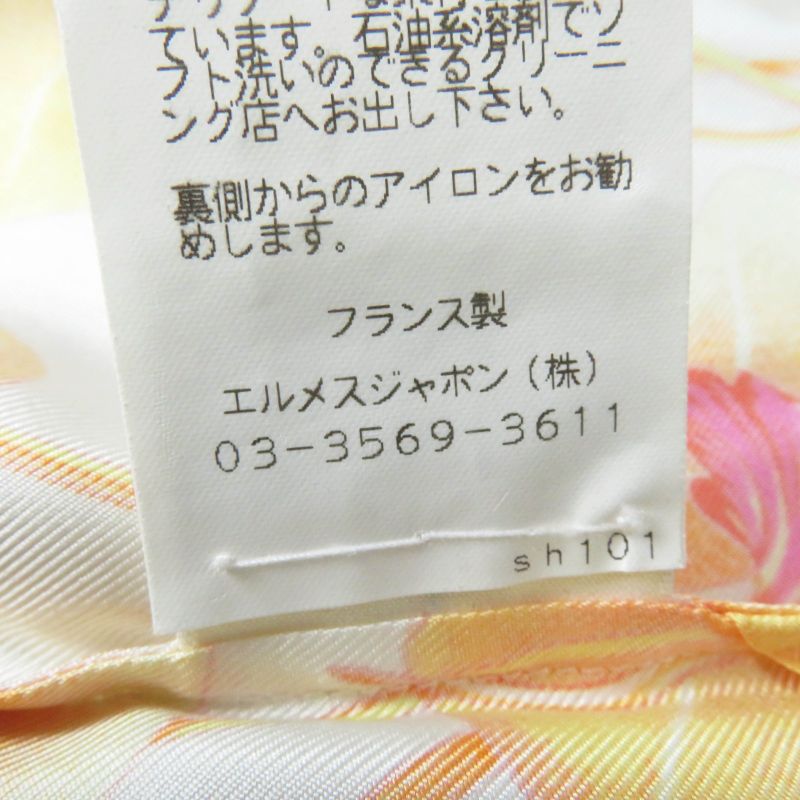 ています。石油系溶剤でソ
フト洗いのできるクリーニ
ング店へお出し下さい。
裏側からのアイロンをお勧
めします。
フランス製
エルメスジャポン(株)
03-3569-3611
sh101